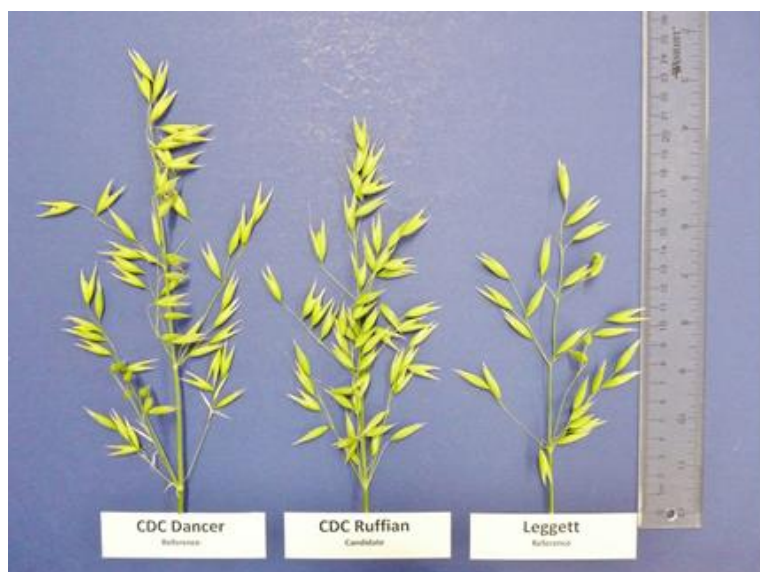 CDC Dancer
Reference
CDC Ruffian
Candidate
Leggett
Reference